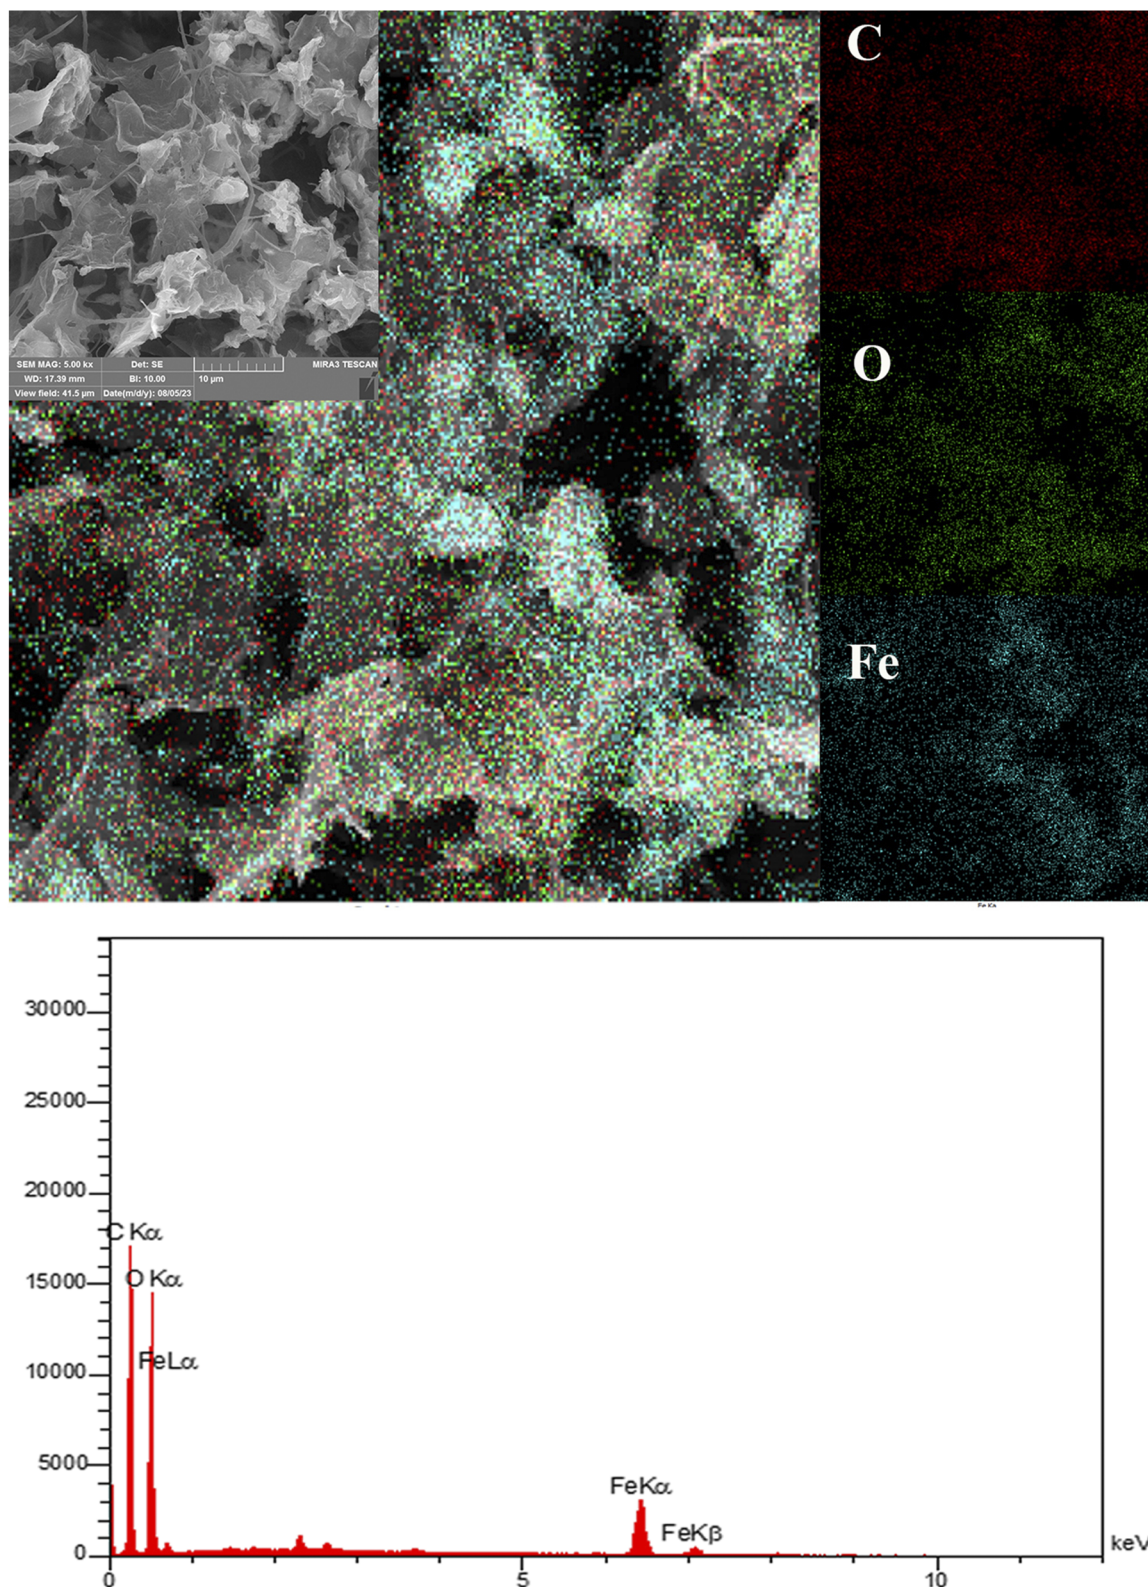 C
O
Fe
SEM MAG: 5.00 kx Det: SE MIRA3 TESCAN
WD: 17.39 mm BI: 10.00 10 µm
View field: 41.5 µm Date(m/d/y): 08/05/23
Fe Ka
30000
25000
20000
C Kα
15000
O Kα
FeLα
10000
5000
FeKα
FeKβ
0
keV
0 5 10